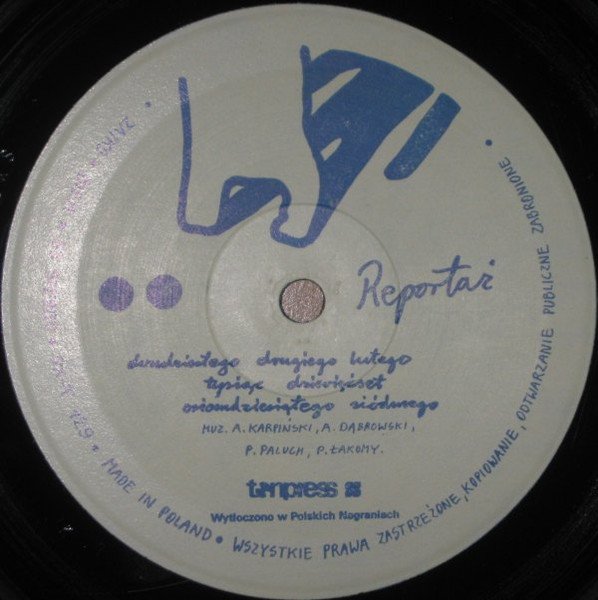 Reportaż
dwudziestego drugiego lutego
tysiąc dziewięćset
osiemdziesiątego siódmego
MUZ. A. KARPIŃSKI, A. DĄBROWSKI,
P. PALUCH, P. ŁAKOMY.
tonpress
Wytłoczono w Polskich Nagraniach
MADE IN POLAND • WSZYSTKIE PRAWA ZASTRZEŻONE, KOPIOWANIE, ODTWARZANIE PUBLICZNE ZABRONIONE •